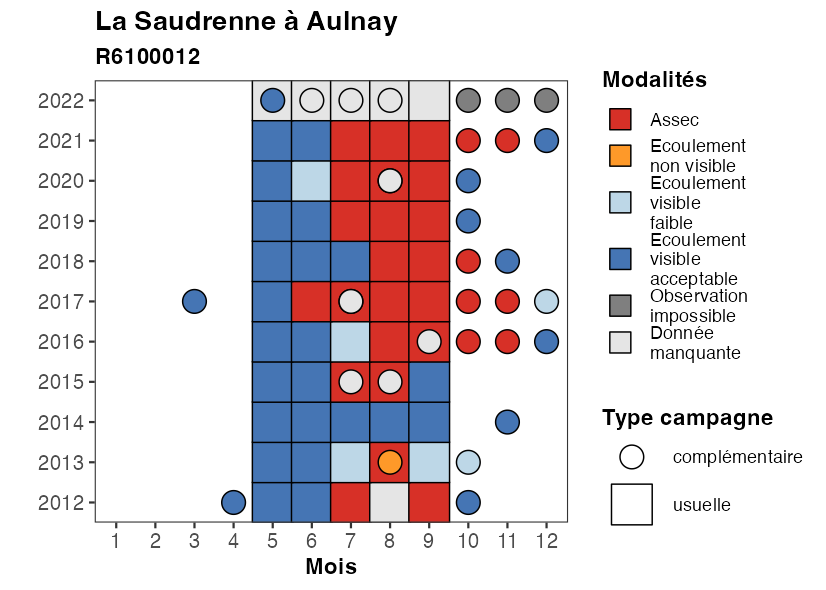 La Saudrenne à Aulnay
R6100012
2022
2021
2020
2019
2018
2017
2016
2015
2014
2013
2012
1 2 3 4 5 6 7 8 9 10 11 12
Mois
Modalités
Assec
Ecoulement
non visible
Ecoulement
visible
faible
Ecoulement
visible
acceptable
Observation
impossible
Donnée
manquante
Type campagne
complémentaire
usuelle